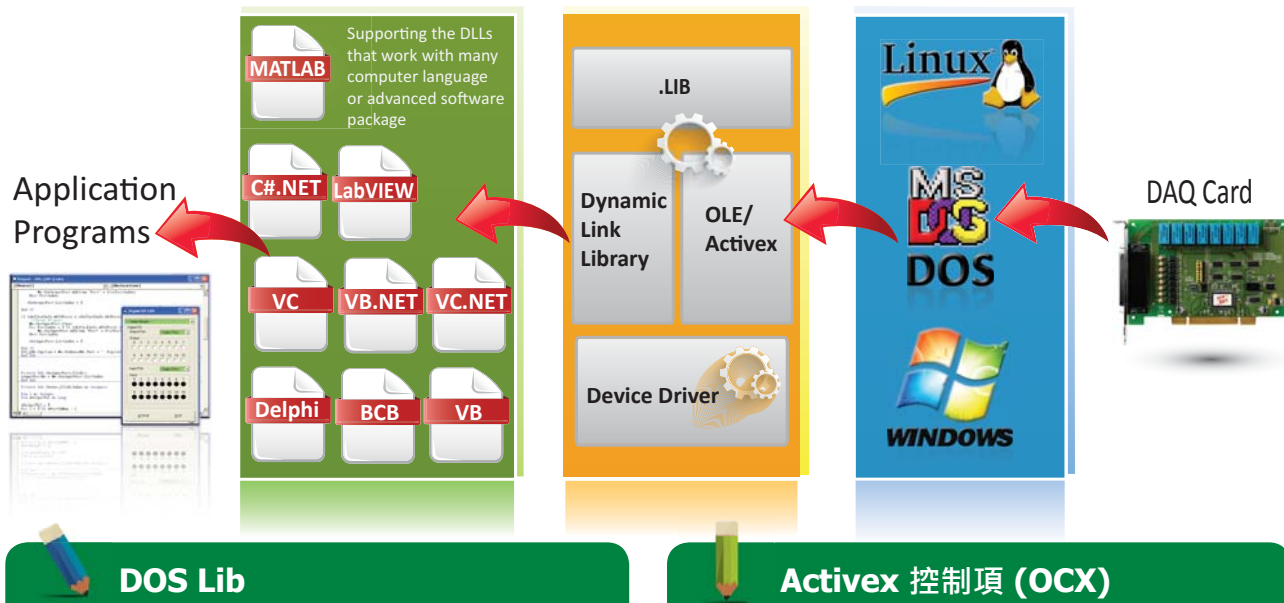 Application
Programs
MATLAB
Supporting the DLLs
that work with many
computer language
or advanced software
package
C#.NET
LabVIEW
VC
VB.NET
VC.NET
Delphi
BCB
VB
.LIB
Dynamic
Link
Library
OLE/
Activex
Device Driver
Linux
MS
DOS
DOS
WINDOWS
DAQ Card
DOS Lib
Activex 控制項 (OCX)